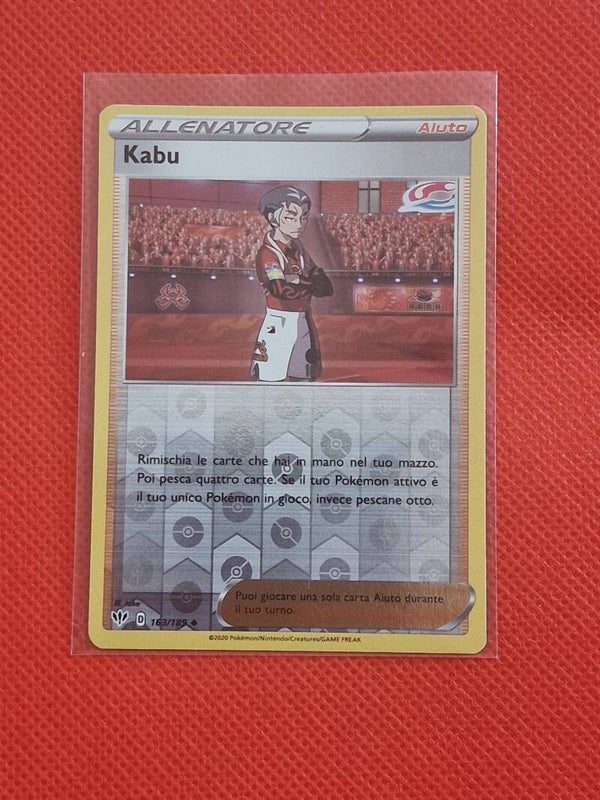 ALLENATORE Aiuto
Kabu
Rimischia le carte che hai in mano nel tuo mazzo.
Poi pesca quattro carte. Se il tuo Pokémon attivo è
il tuo unico Pokémon in gioco, invece pescane otto.
Puoi giocare una sola carta Aiuto durante
il tuo turno.
Ill. Joke
D 163/189
©2020 Pokémon/Nintendo/Creatures/GAME FREAK